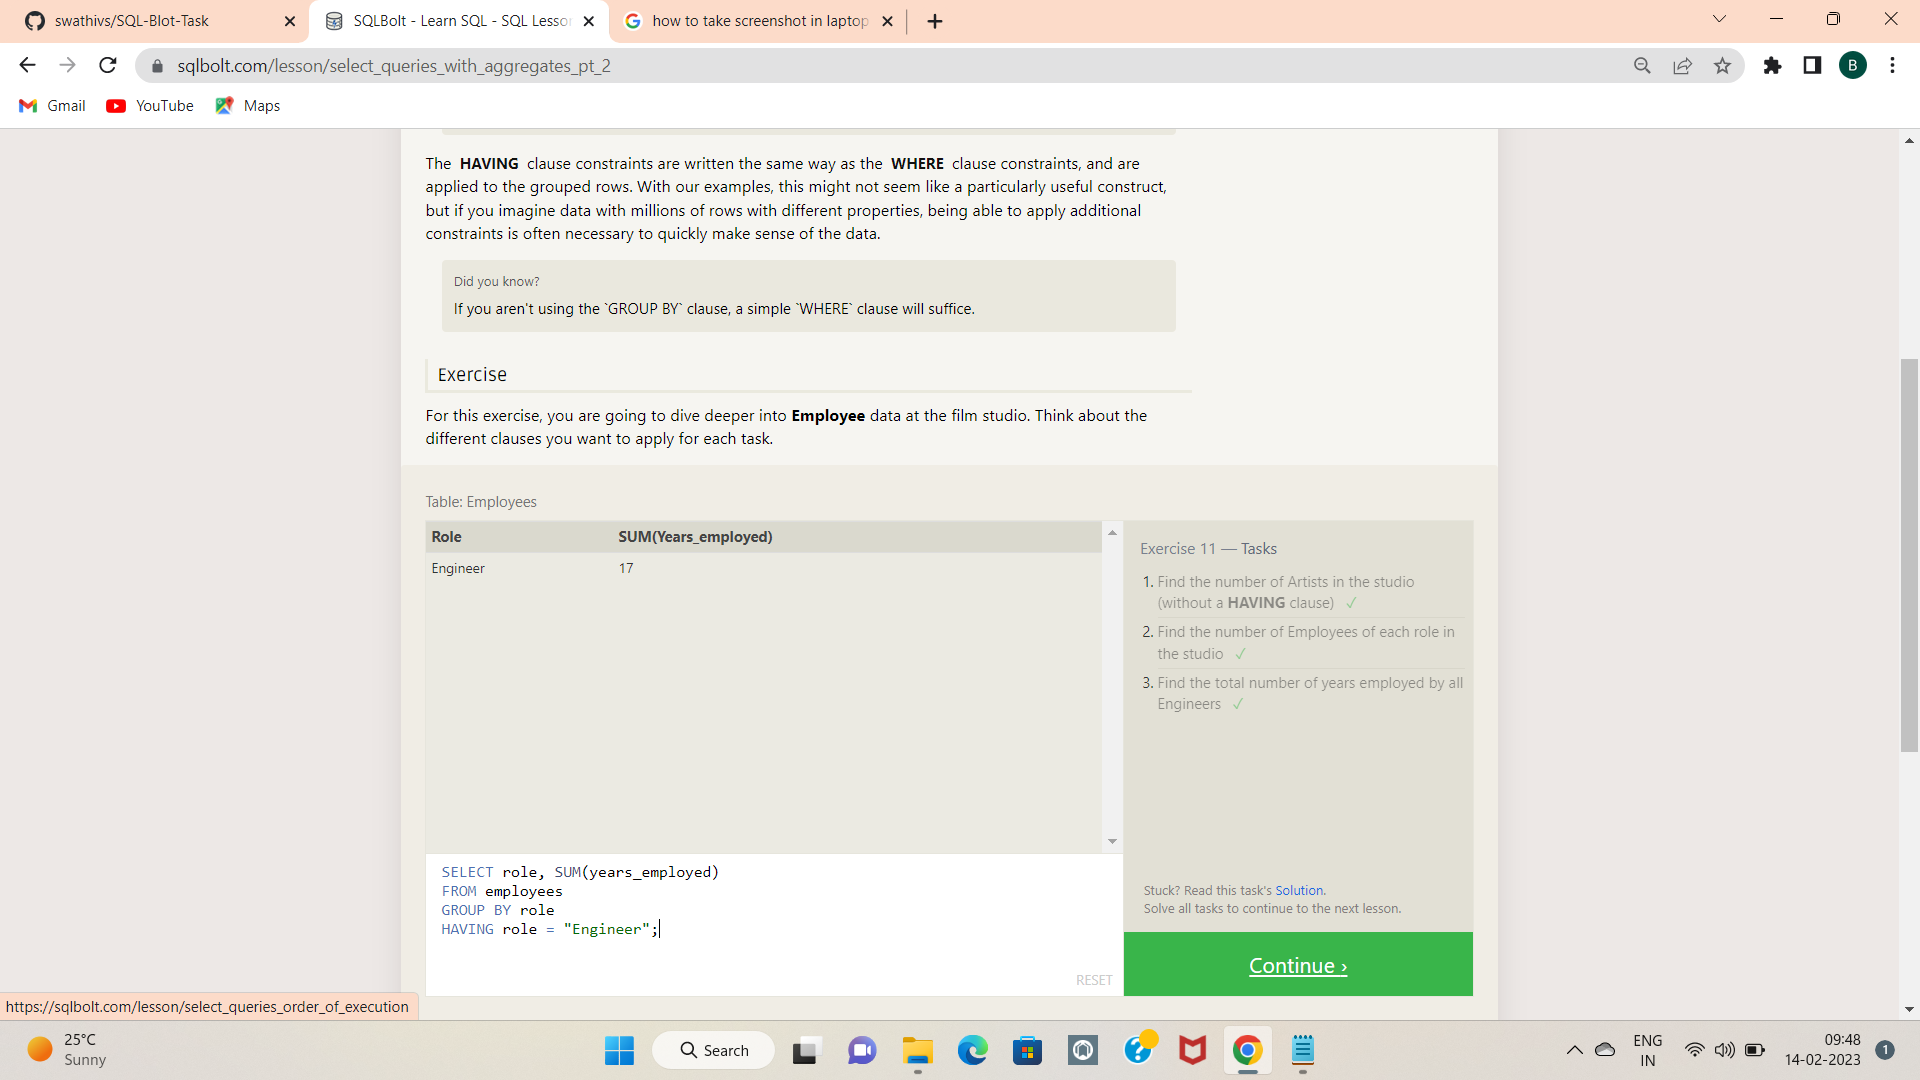 swathivs/SQL-Blot-Task
SQLBolt - Learn SQL - SQL Lesso
how to take screenshot in laptop
sqlbolt.com/lesson/select_queries_with_aggregates_pt_2
B
Gmail
YouTube
Maps
The HAVING clause constraints are written the same way as the WHERE clause constraints, and are
applied to the grouped rows. With our examples, this might not seem like a particularly useful construct,
but if you imagine data with millions of rows with different properties, being able to apply additional
constraints is often necessary to quickly make sense of the data.
Did you know?
If you aren't using the `GROUP BY` clause, a simple `WHERE` clause will suffice.
Exercise
For this exercise, you are going to dive deeper into Employee data at the film studio. Think about the
different clauses you want to apply for each task.
Table: Employees
Role SUM(Years_employed)
Engineer 17
SELECT role, SUM(years_employed)
FROM employees
GROUP BY role
HAVING role = "Engineer";
RESET
Exercise 11 — Tasks
1. Find the number of Artists in the studio
(without a HAVING clause) ✓
2. Find the number of Employees of each role in
the studio ✓
3. Find the total number of years employed by all
Engineers ✓
Stuck? Read this task's Solution.
Solve all tasks to continue to the next lesson.
Continue ›
https://sqlbolt.com/lesson/select_queries_order_of_execution
25°C
Sunny
Search
ENG
IN
09:48
14-02-2023
1